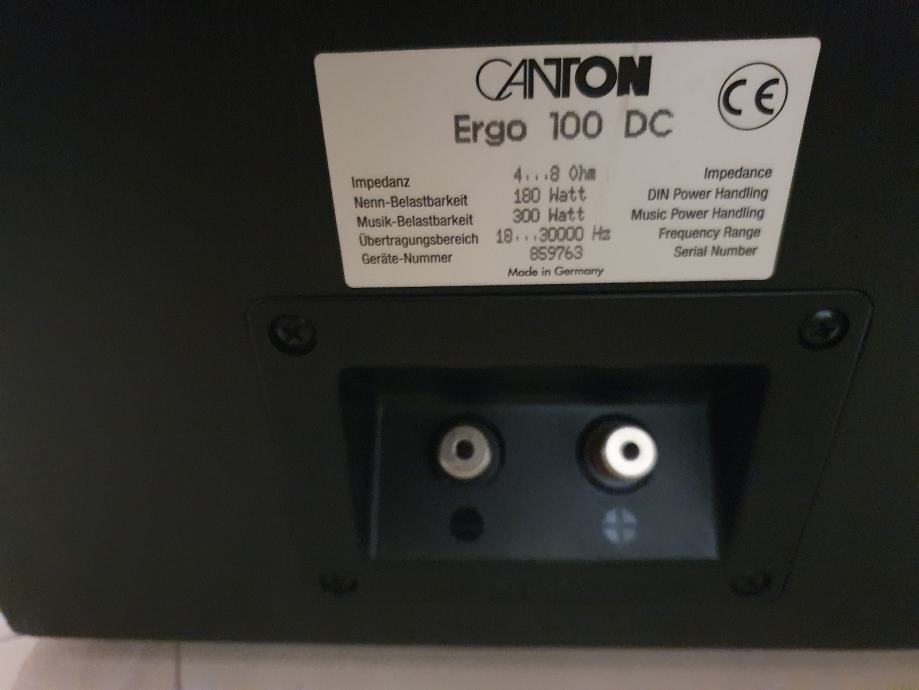 CANTON
CE
Ergo 100 DC
Impedanz 4...8 Ohm Impedance
Nenn-Belastbarkeit 180 Watt DIN Power Handling
Musik-Belastbarkeit 300 Watt Music Power Handling
Übertragungsbereich 18...30000 Hz Frequency Range
Geräte-Nummer 859763 Serial Number
Made in Germany